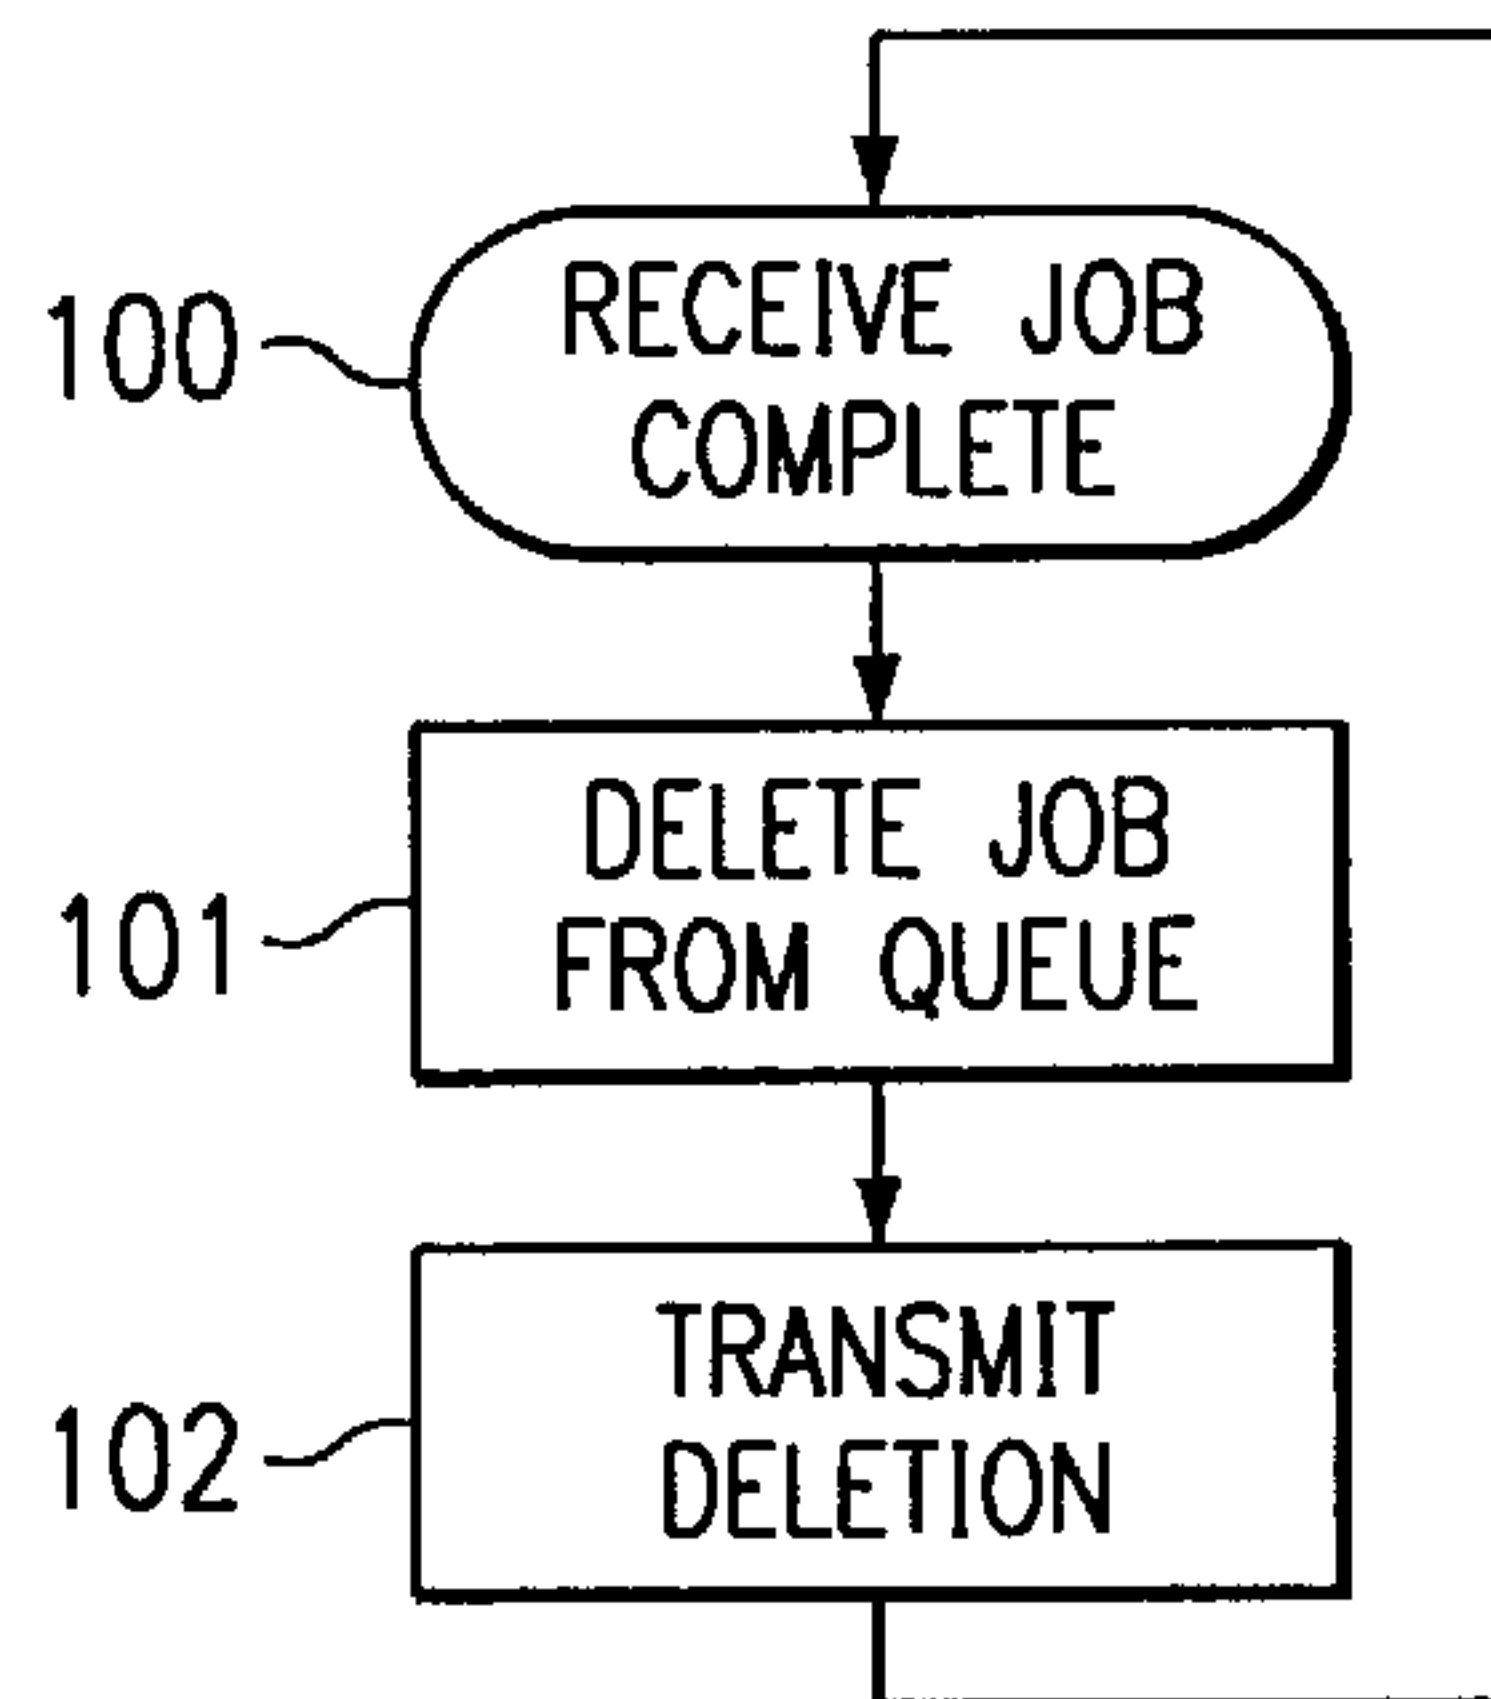 100
RECEIVE JOB
COMPLETE
101
DELETE JOB
FROM QUEUE
102
TRANSMIT
DELETION